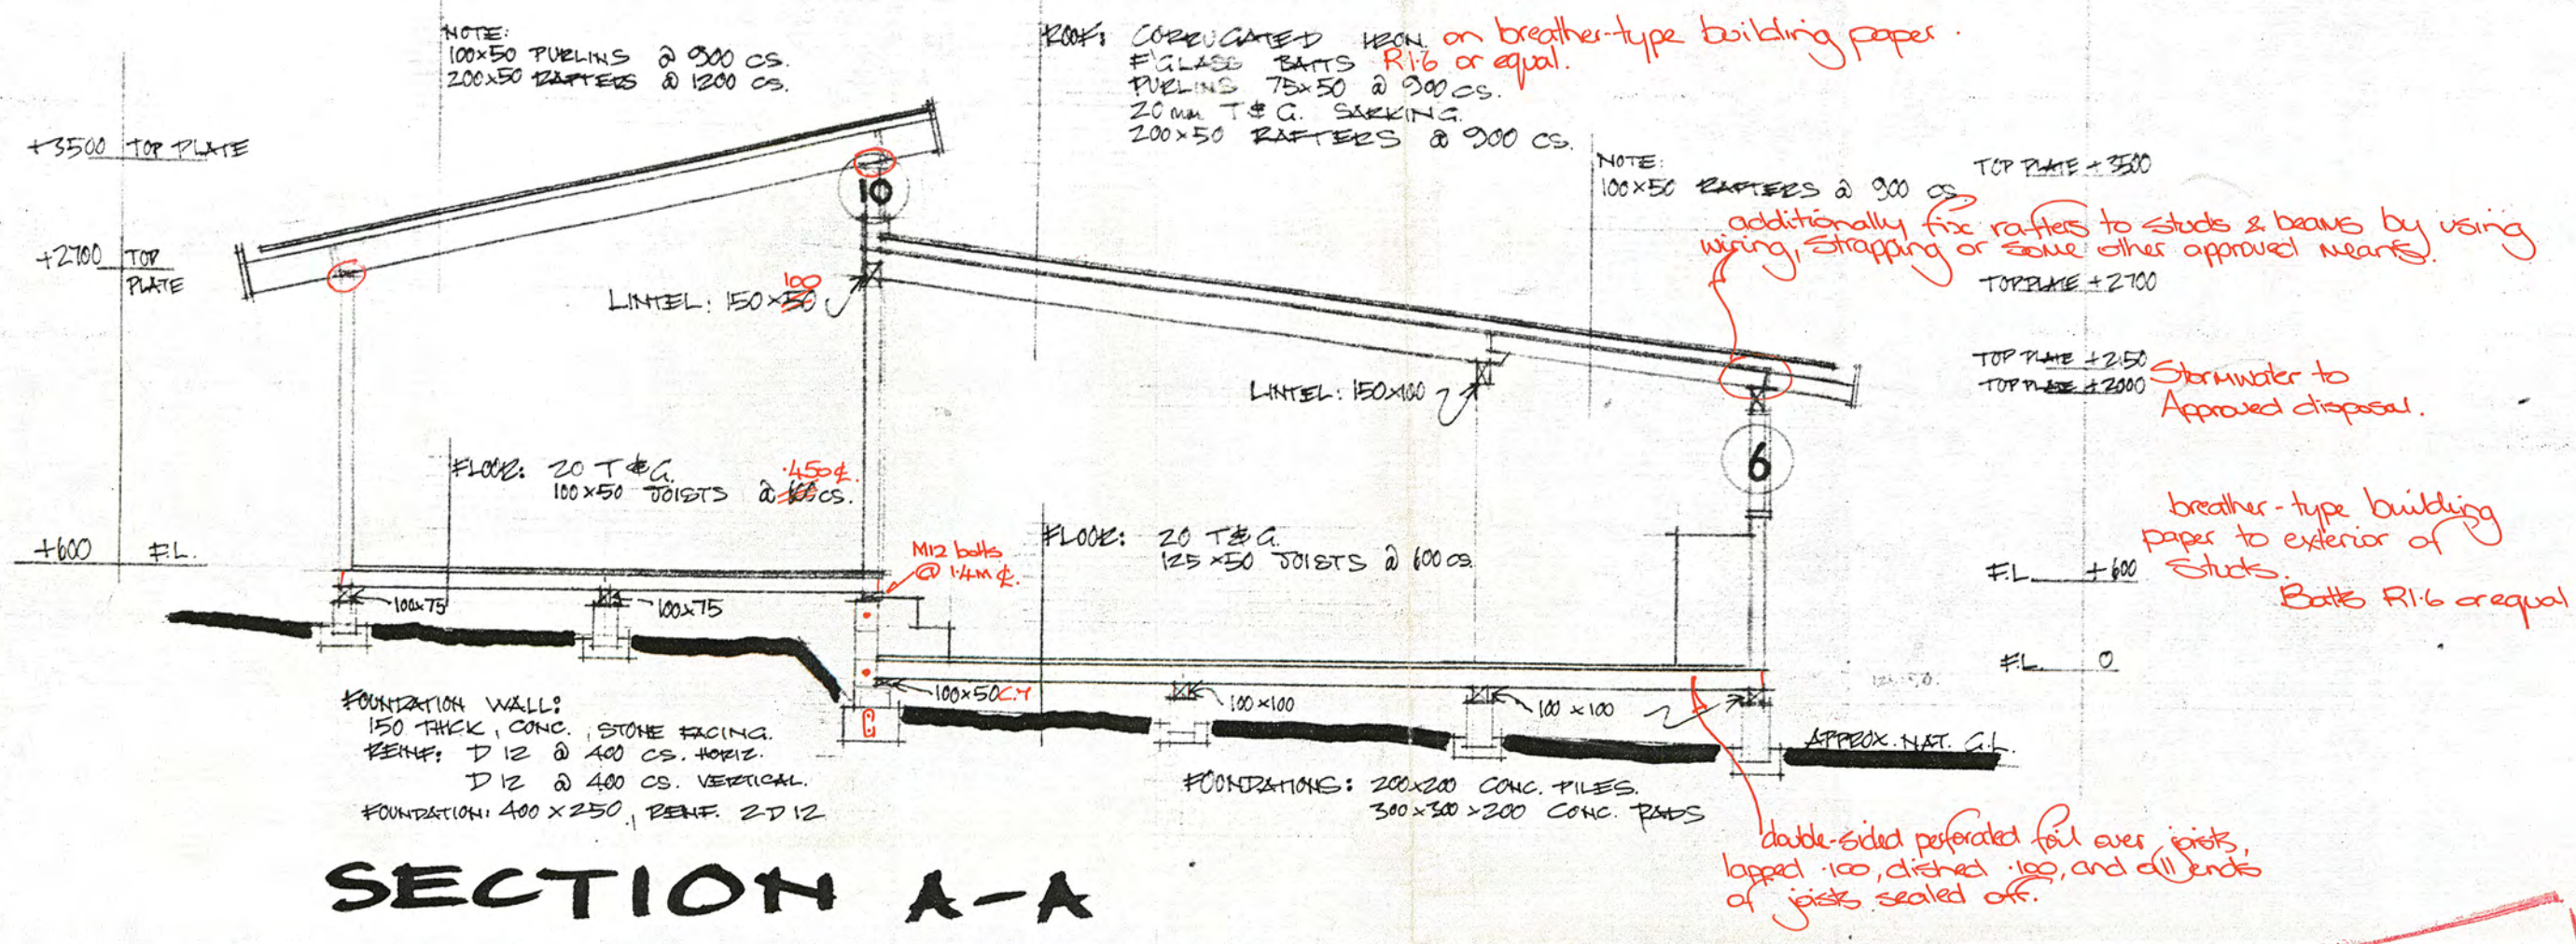 NOTE:
100x50 PURLINS @ 900 CS.
200x50 RAFTERS @ 1200 CS.
ROOF: CORRUGATED IRON on breather-type building paper.
F'GLASS BATTS R1·6 or equal.
PURLINS 75x50 @ 900 CS.
20mm T & G. SARKING.
200x50 RAFTERS @ 900 CS.
NOTE:
100x50 RAFTERS @ 900 CS.
additionally fix rafters to studs & beams by using
wiring, strapping or some other approved means.
+3500 TOP PLATE
+2700 TOP
PLATE
TOP PLATE + 3500
TOP PLATE + 2700
TOP PLATE + 2150
TOP PLATE + 2000
Stormwater to
Approved disposal.
10
100
LINTEL: 150x50
LINTEL: 150x100
6
FLOOR: 20 T & G.
·450 ℄
100x50 JOISTS @ CS.
M12 bolts
@ 1·4M ℄.
FLOOR: 20 T & G.
125x50 JOISTS @ 600 CS.
breather-type building
paper to exterior of
Studs.
Batts R1·6 or equal
+600 F.L.
F.L. +600
F.L. 0
100x75
100x75
100x50 C.T
100x100
100x100
APPROX. NAT. G.L.
FOUNDATION WALL:
150 THICK, CONC., STONE FACING.
REINF: D12 @ 400 CS. HORIZ.
D12 @ 400 CS. VERTICAL.
FOUNDATION: 400x250, REINF. 2D12
FOUNDATIONS: 200x200 CONC. PILES.
300x300x200 CONC. PADS
double-sided perforated foil over joists,
lapped ·100, dished ·100, and all ends
of joists sealed off.
SECTION A-A